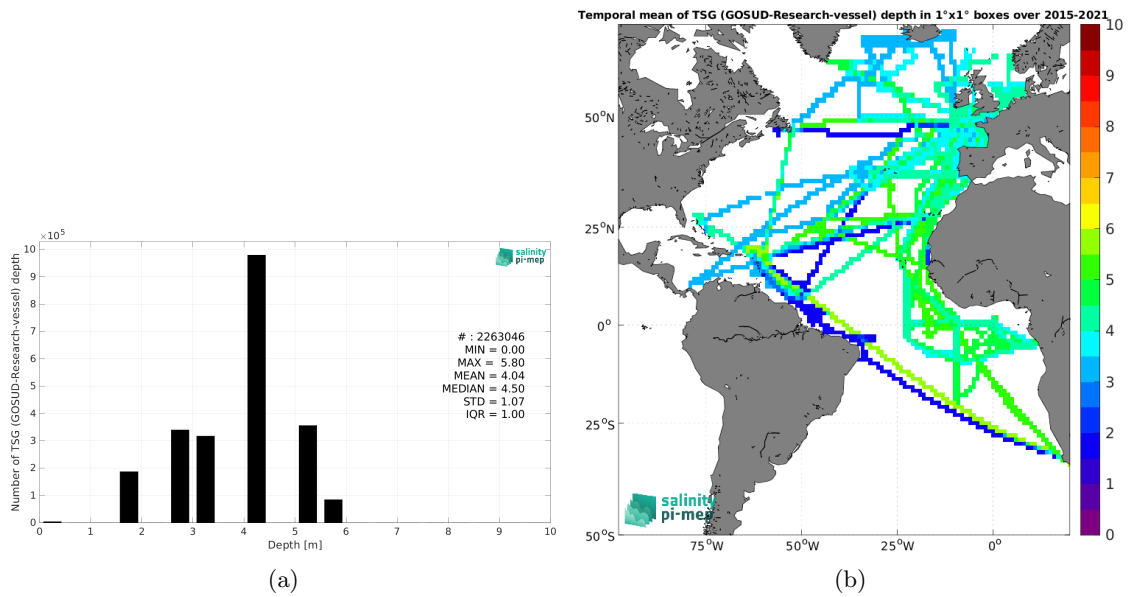 ×10⁵
10
9
8
7
6
5
4
3
2
1
0
Number of TSG (GOSUD-Research-vessel) depth
salinity
pi-mep
# : 2263046
MIN = 0.00
MAX = 5.80
MEAN = 4.04
MEDIAN = 4.50
STD = 1.07
IQR = 1.00
0 1 2 3 4 5 6 7 8 9 10
Depth [m]
(a)
Temporal mean of TSG (GOSUD-Research-vessel) depth in 1°x1° boxes over 2015-2021
50°N
25°N
0°
25°S
50°S
75°W 50°W 25°W 0°
salinity
pi-mep
10
9
8
7
6
5
4
3
2
1
0
(b)